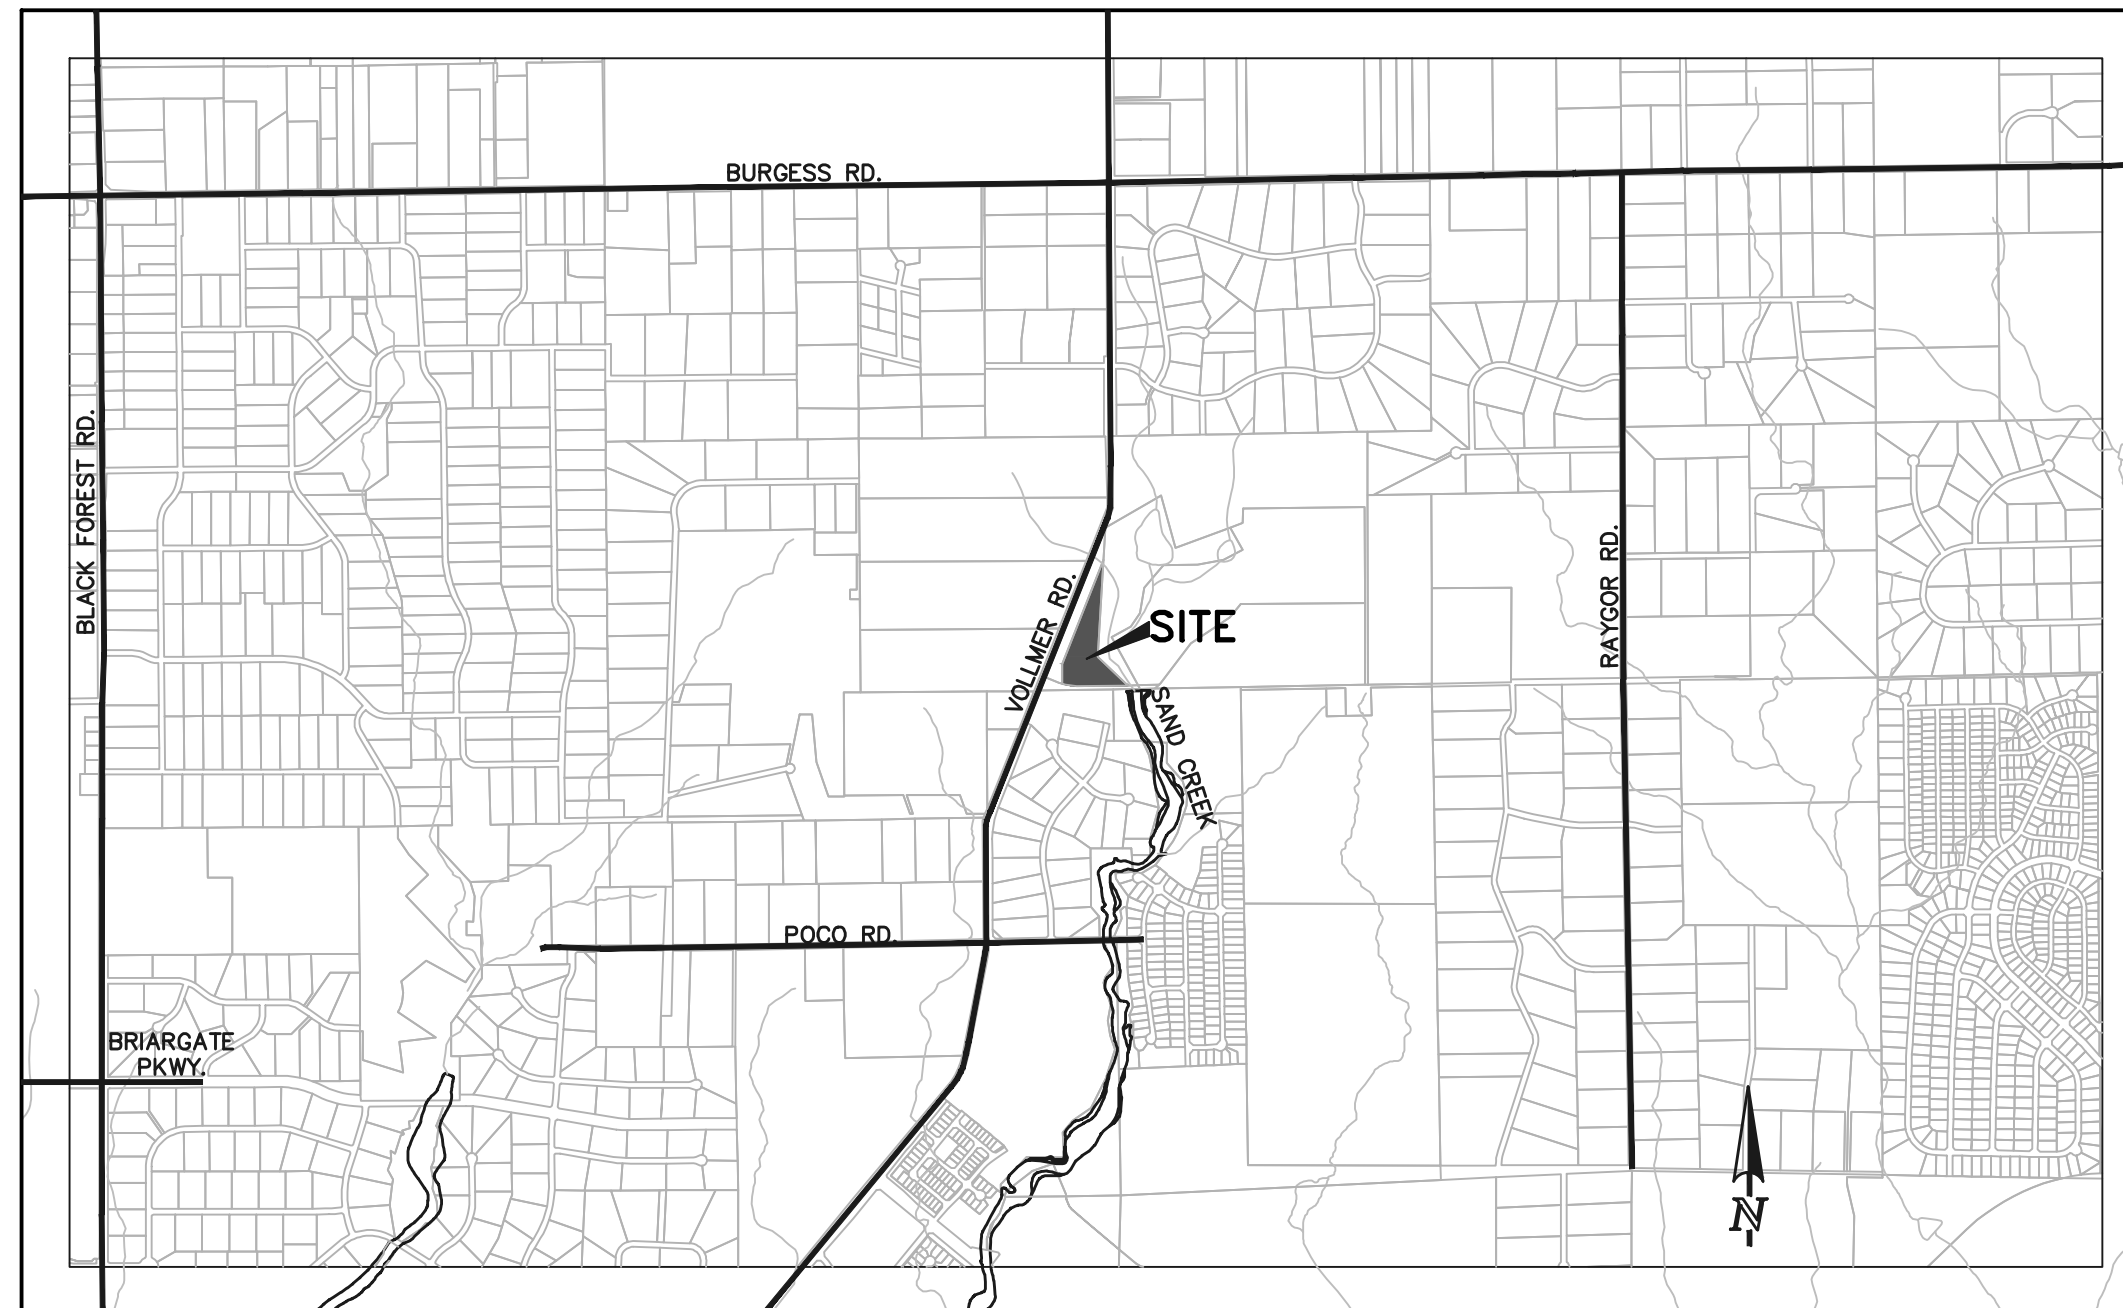 BURGESS RD.
BLACK FOREST RD.
VOLLMER RD.
SITE
RAYGOR RD.
SAND CREEK
POCO RD.
BRIARGATE
PKWY.
N